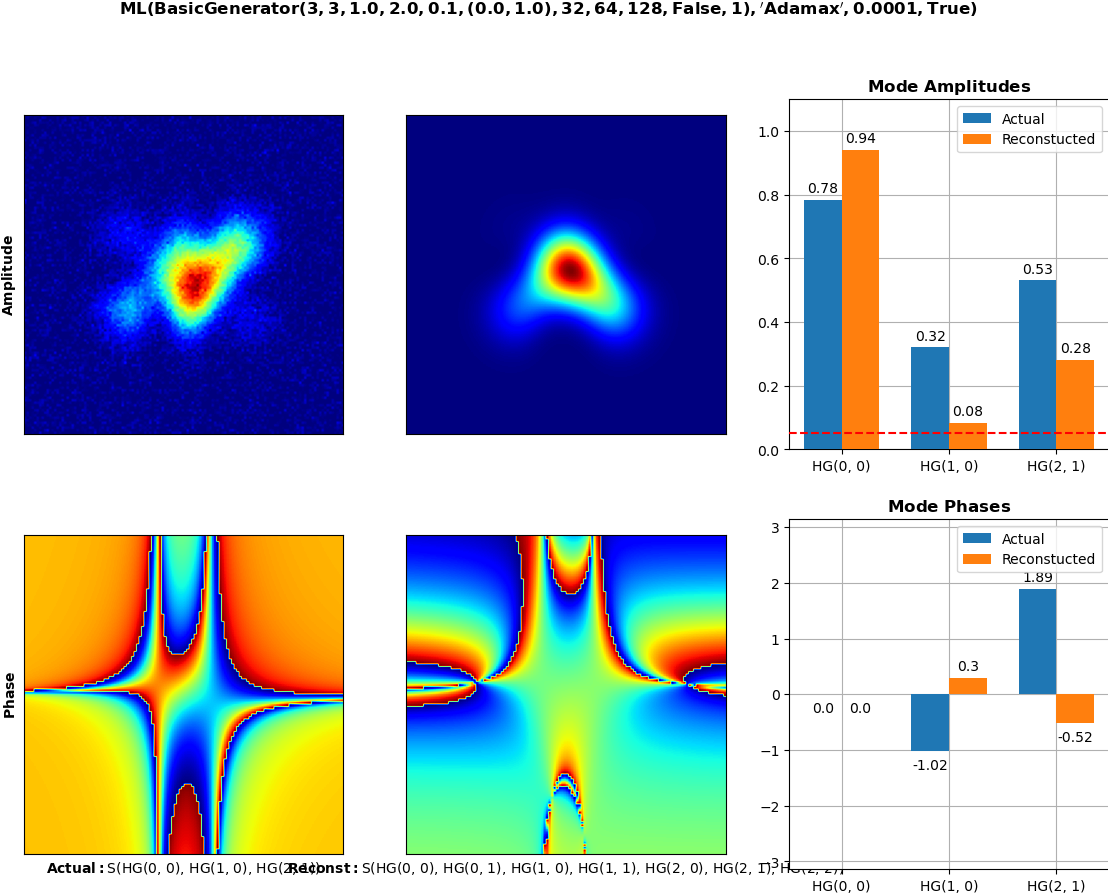 ML(BasicGenerator(3, 3, 1.0, 2.0, 0.1, (0.0, 1.0), 32, 64, 128, False, 1), 'Adamax', 0.0001, True)
Amplitude
Mode Amplitudes
Actual
Reconstucted
1.0
0.8
0.6
0.4
0.2
0.0
0.78
0.94
0.32
0.08
0.53
0.28
HG(0, 0)
HG(1, 0)
HG(2, 1)
Phase
Mode Phases
Actual
Reconstucted
3
2
1
0
−1
−2
−3
0.0
0.0
-1.02
0.3
1.89
-0.52
HG(0, 0)
HG(1, 0)
HG(2, 1)
Actual: S(HG(0, 0), HG(1, 0), HG(2, 1))
Reconst: S(HG(0, 0), HG(0, 1), HG(1, 0), HG(1, 1), HG(2, 0), HG(2, 1), HG(2, 2))